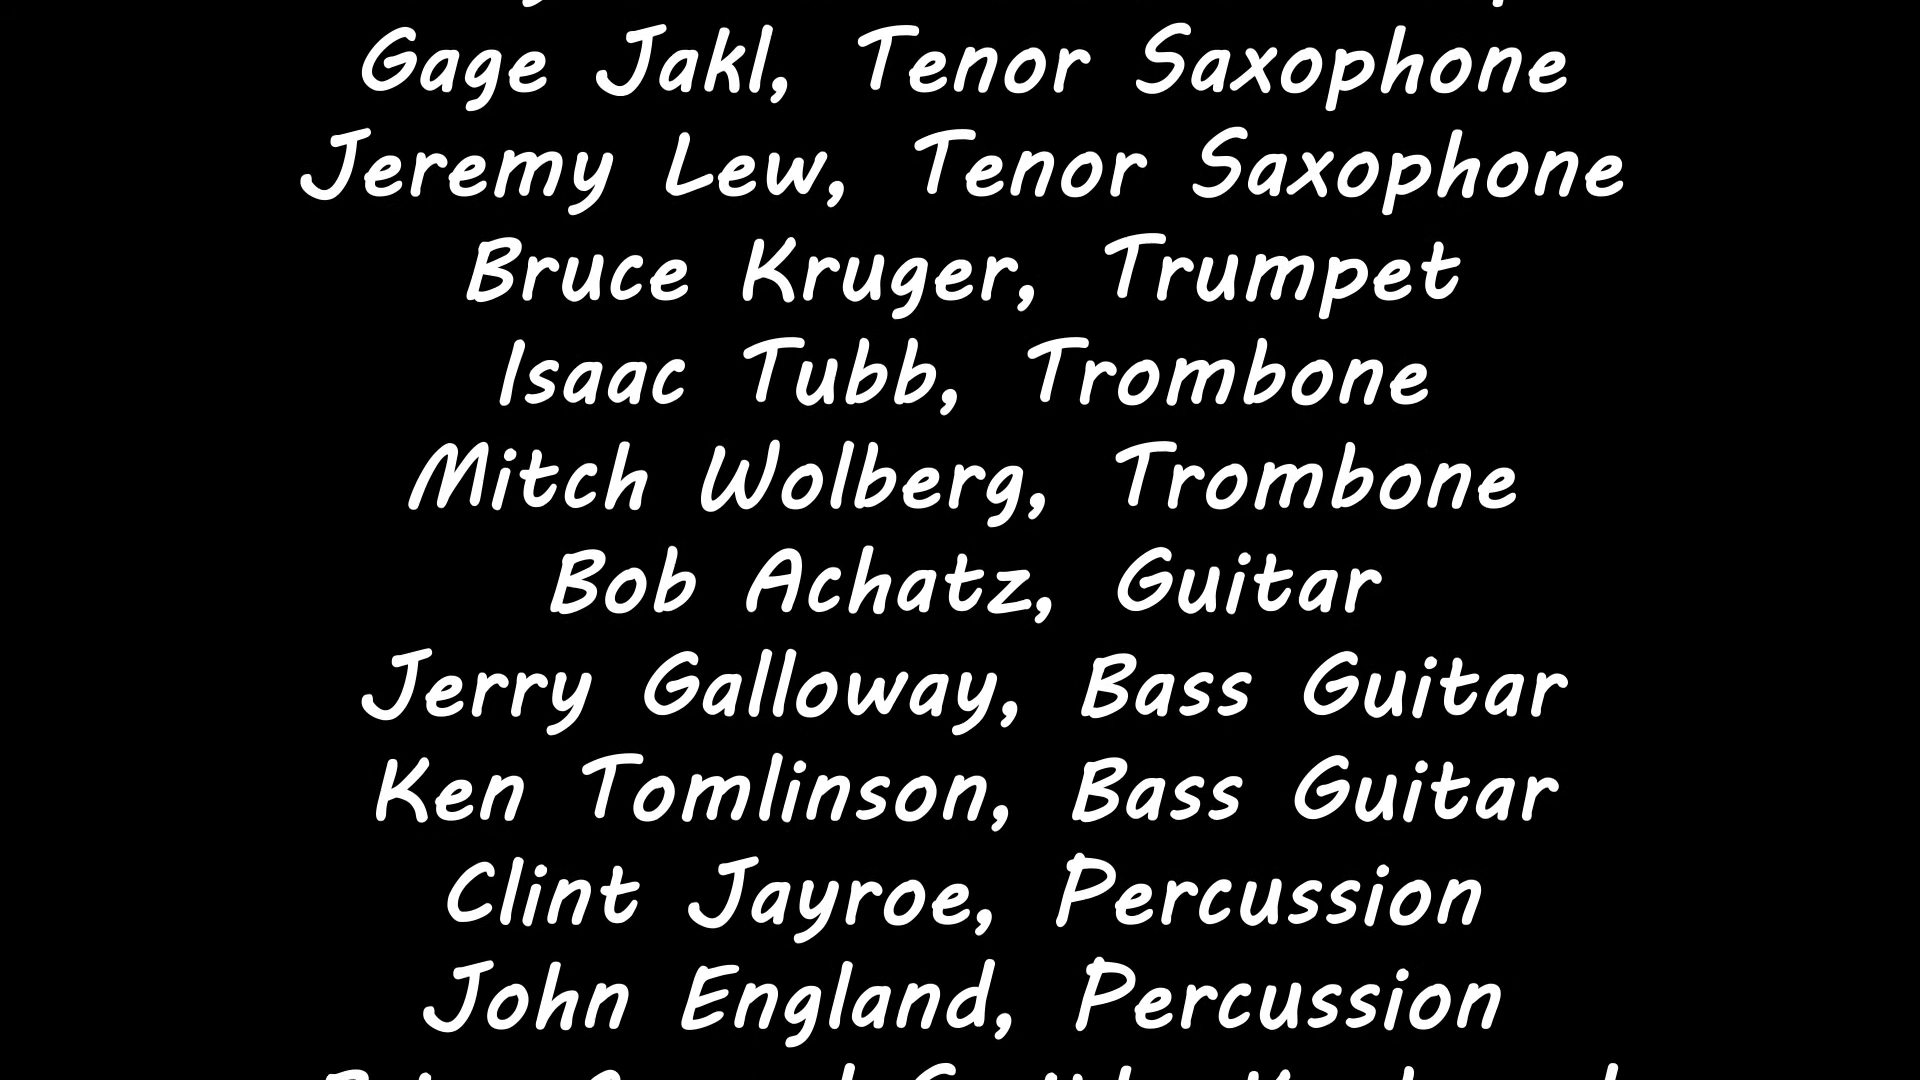 Gage Jakl, Tenor Saxophone
Jeremy Lew, Tenor Saxophone
Bruce Kruger, Trumpet
Isaac Tubb, Trombone
Mitch Wolberg, Trombone
Bob Achatz, Guitar
Jerry Galloway, Bass Guitar
Ken Tomlinson, Bass Guitar
Clint Jayroe, Percussion
John England, Percussion